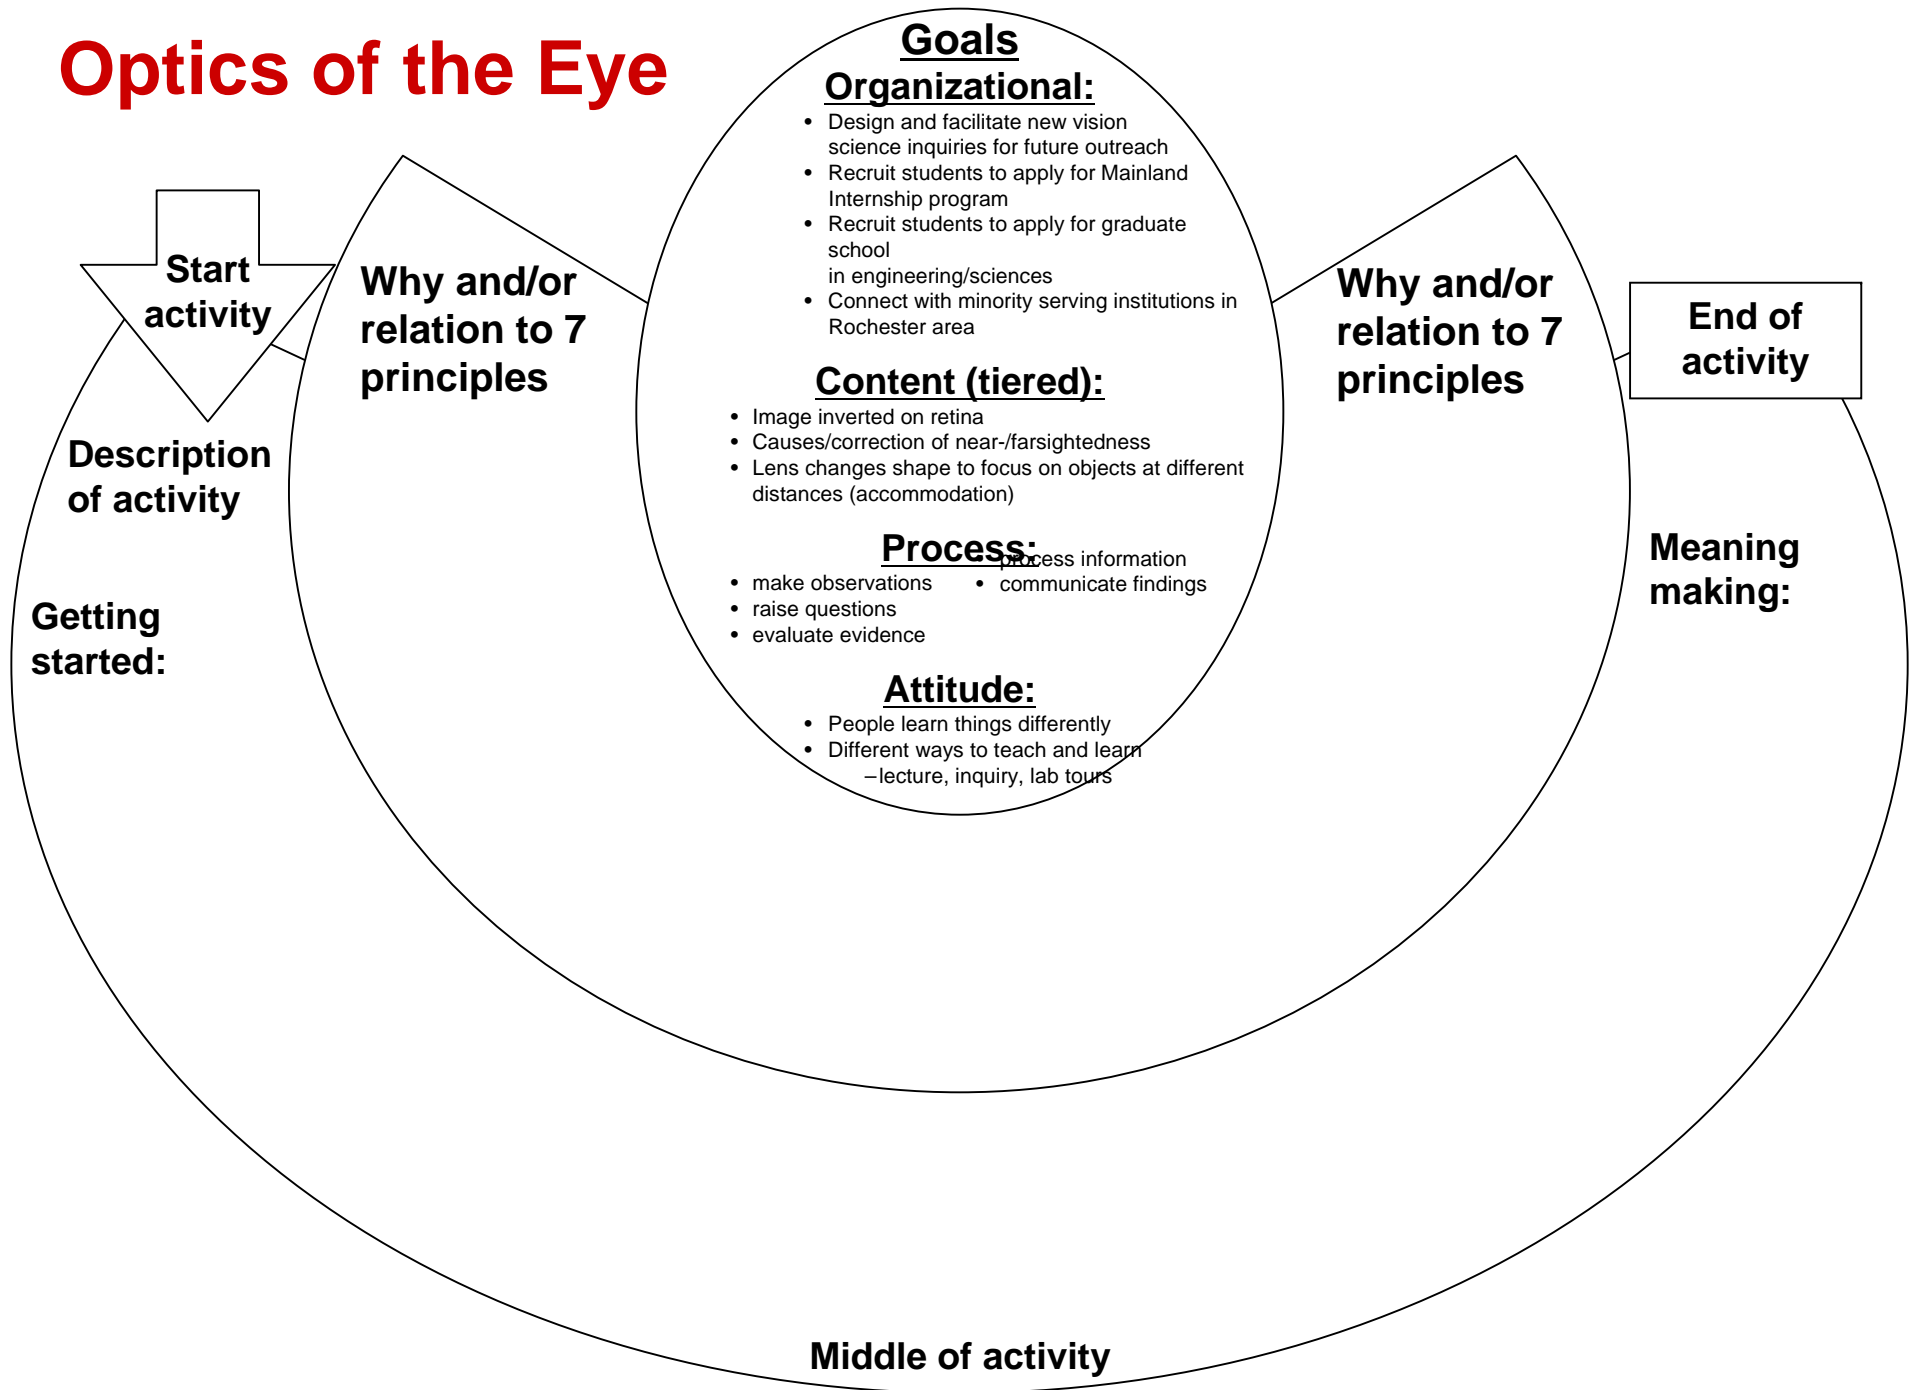 Optics of the Eye
Goals
Organizational:
• Design and facilitate new vision
science inquiries for future outreach
• Recruit students to apply for Mainland
Internship program
• Recruit students to apply for graduate
school
in engineering/sciences
• Connect with minority serving institutions in
Rochester area
Content (tiered):
• Image inverted on retina
• Causes/correction of near-/farsightedness
• Lens changes shape to focus on objects at different
distances (accommodation)
Process:
• make observations
• raise questions
• evaluate evidence
process information
• communicate findings
Attitude:
• People learn things differently
• Different ways to teach and learn
–lecture, inquiry, lab tours
Start
activity
Why and/or
relation to 7
principles
Why and/or
relation to 7
principles
End of
activity
Description
of activity
Getting
started:
Meaning
making:
Middle of activity